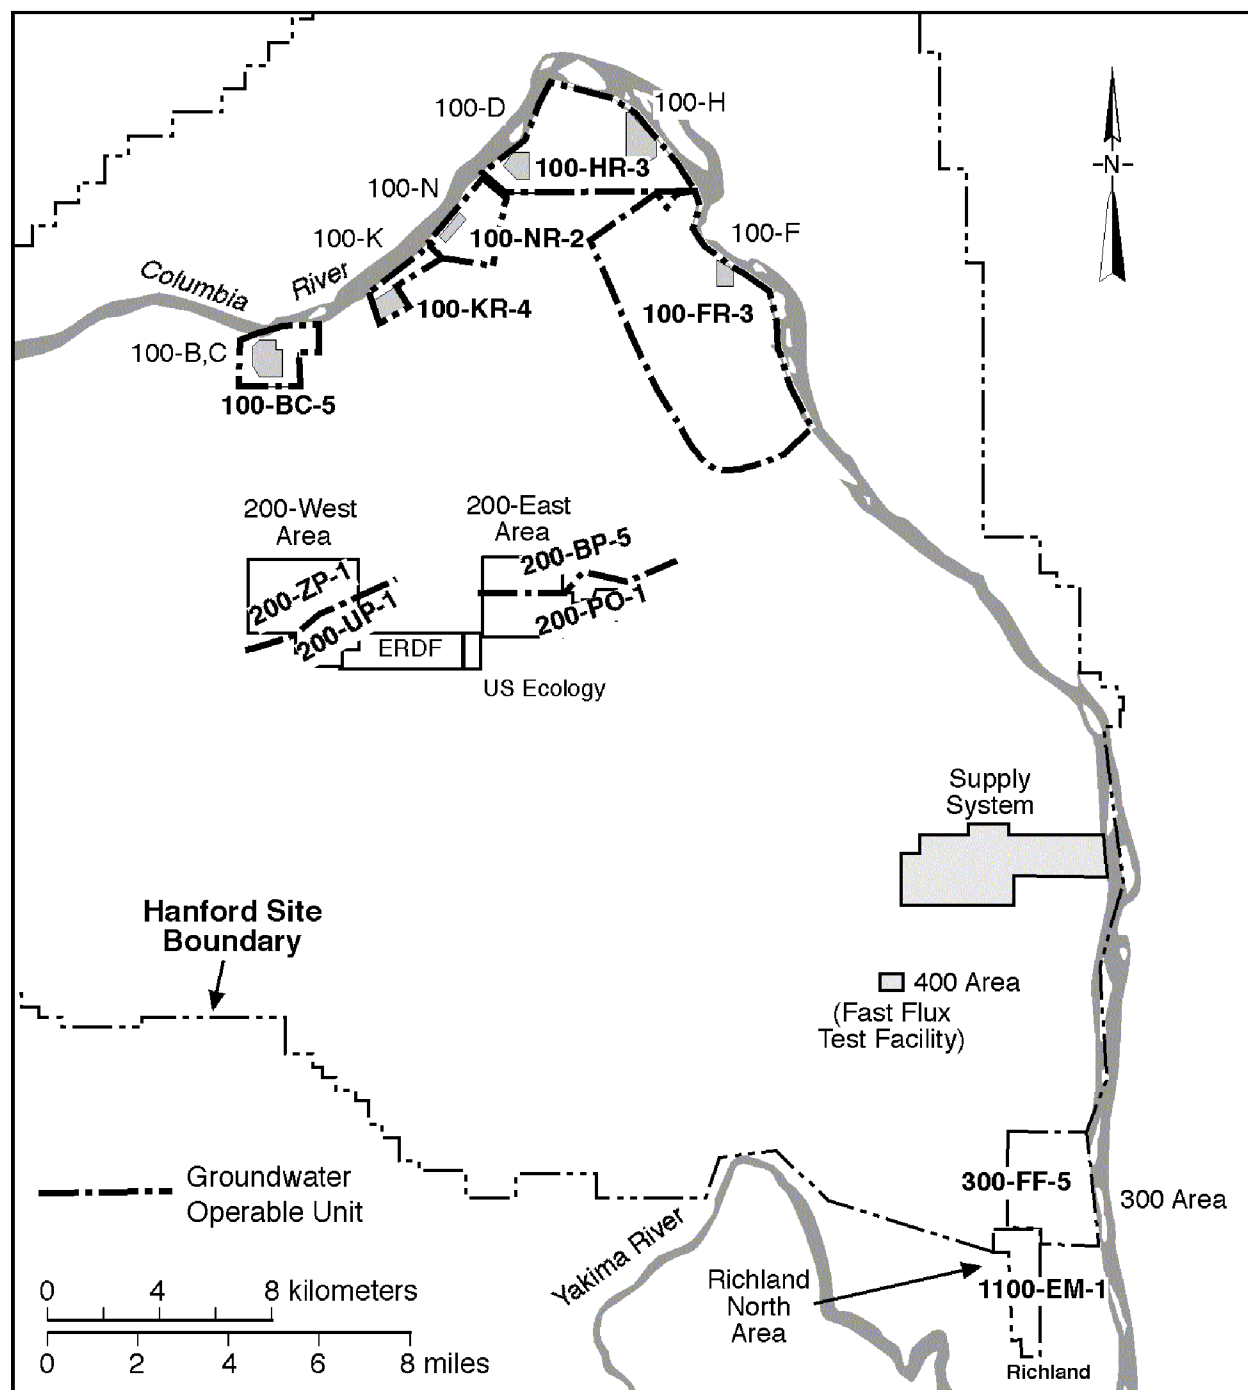 100-D
100-H
100-HR-3
N
100-N
100-NR-2
100-F
100-K
Columbia
River
100-KR-4
100-FR-3
100-B,C
100-BC-5
200-West
Area
200-East
Area
200-BP-5
200-ZP-1
200-UP-1
200-PO-1
ERDF
US Ecology
Supply
System
Hanford Site
Boundary
400 Area
(Fast Flux
Test Facility)
Groundwater
Operable Unit
300-FF-5
300 Area
Yakima River
Richland
North
Area
1100-EM-1
Richland
0 4 8 kilometers
0 2 4 6 8 miles